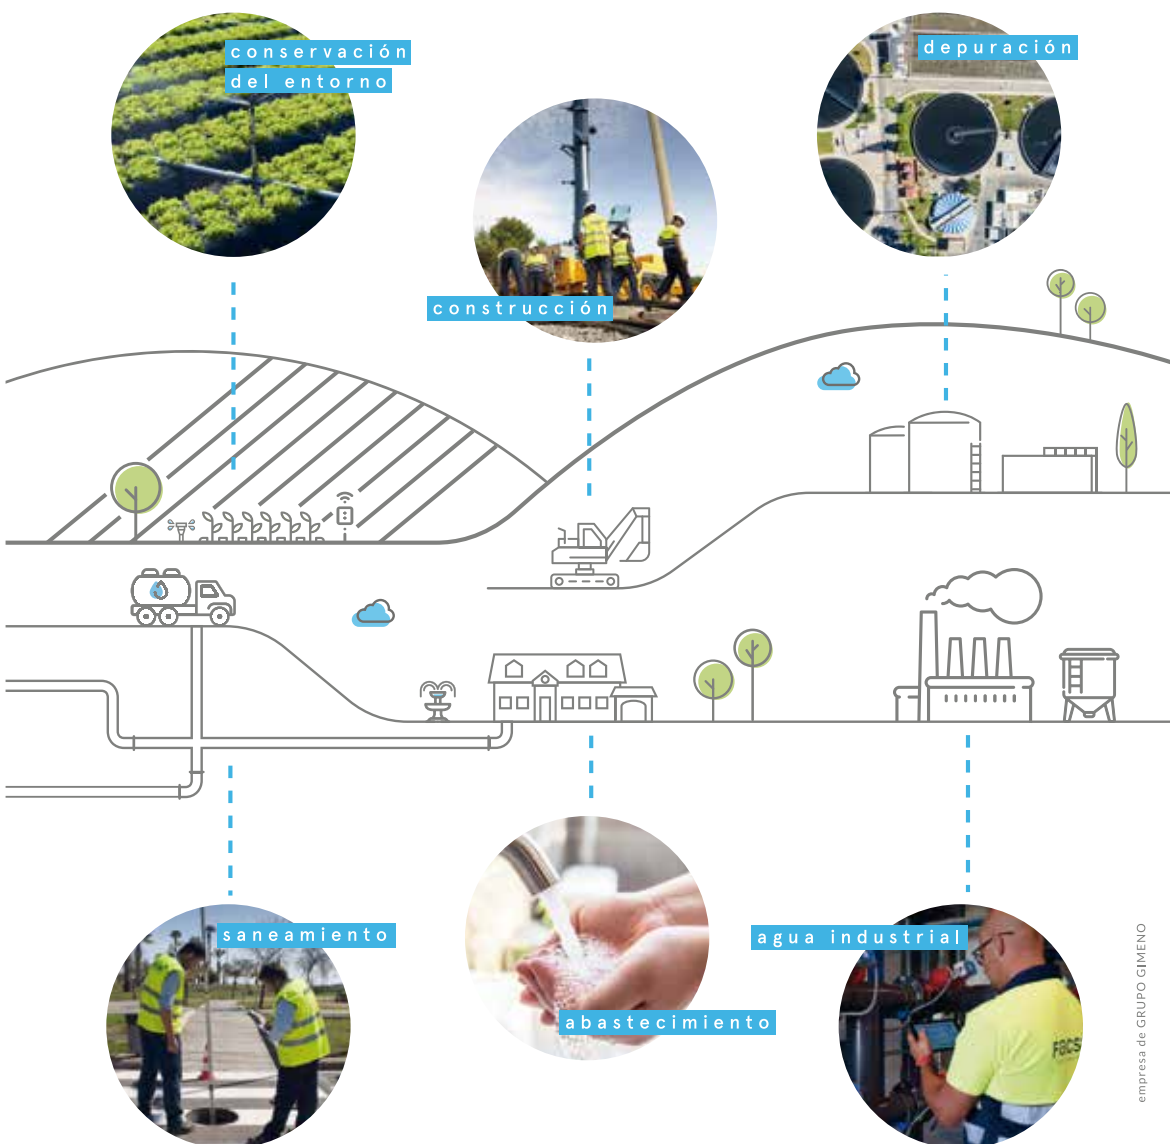 conservación
del entorno
depuración
construcción
saneamiento
agua industrial
abastecimiento
empresa de GRUPO GIMENO